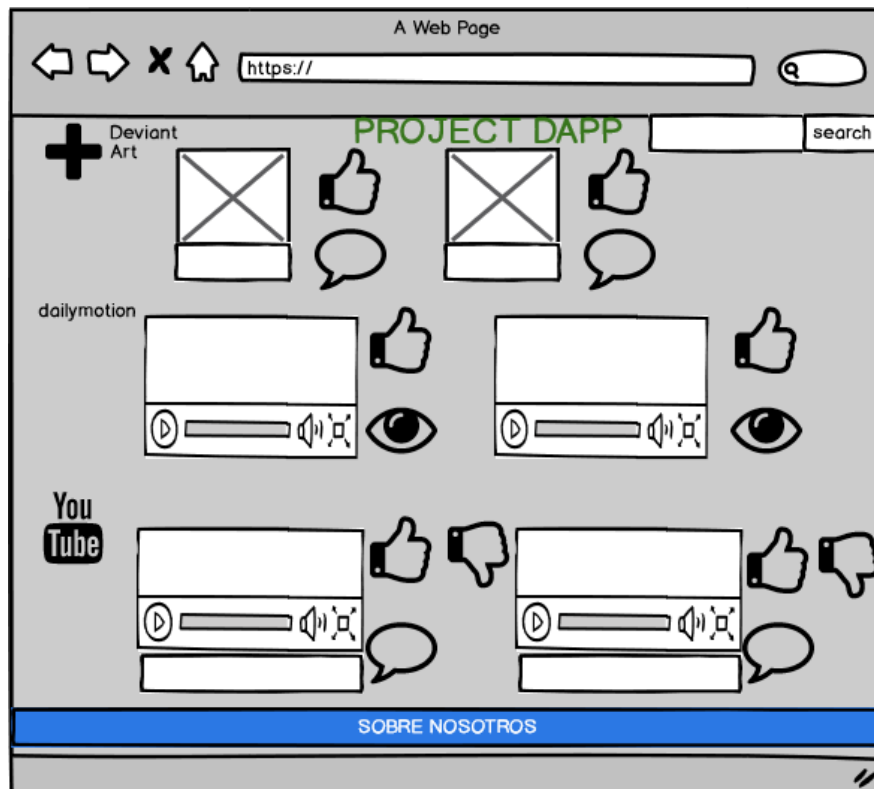 A Web Page
https://
PROJECT DAPP
search
Deviant
Art
dailymotion
You
Tube
SOBRE NOSOTROS